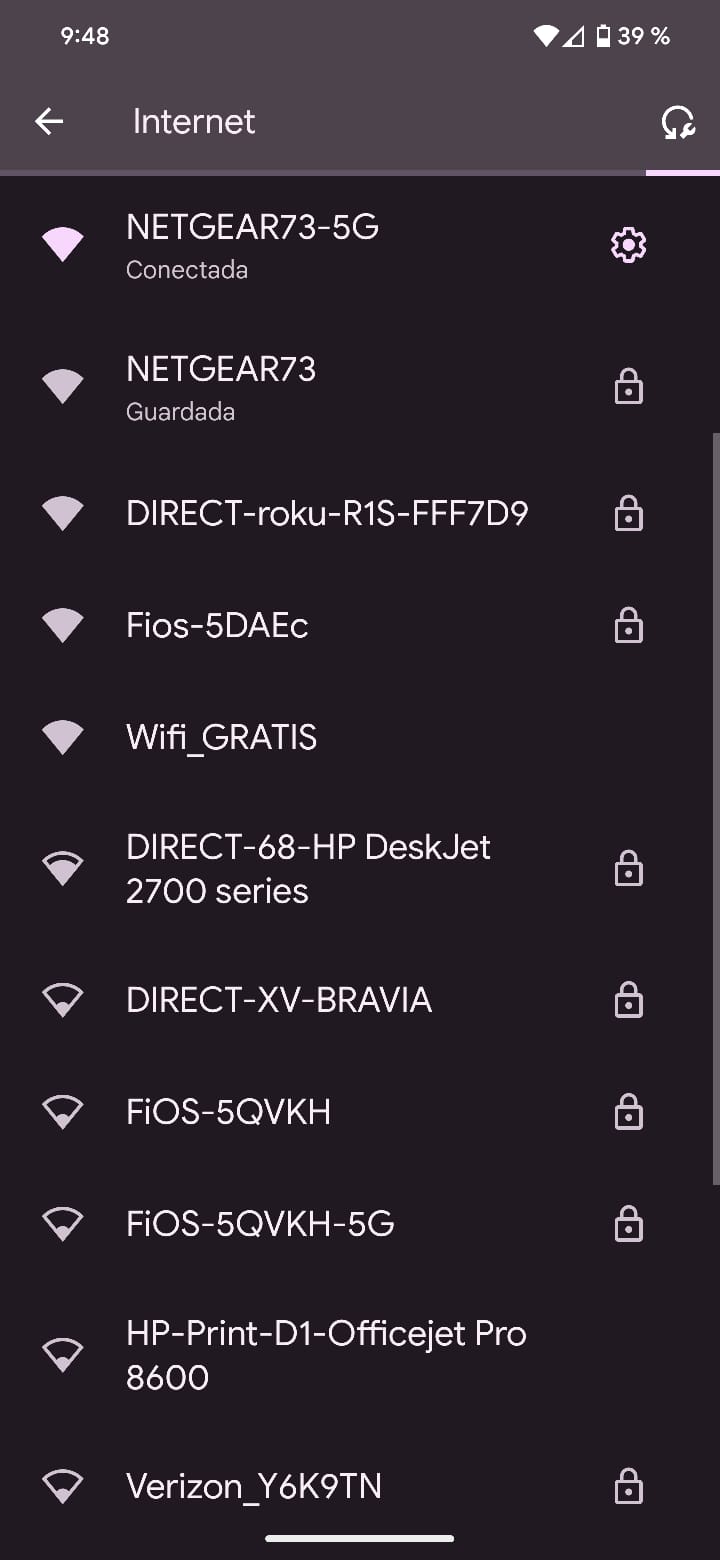 9:48
39 %
Internet
NETGEAR73-5G
Conectada
NETGEAR73
Guardada
DIRECT-roku-R1S-FFF7D9
Fios-5DAEc
Wifi_GRATIS
DIRECT-68-HP DeskJet
2700 series
DIRECT-XV-BRAVIA
FiOS-5QVKH
FiOS-5QVKH-5G
HP-Print-D1-Officejet Pro
8600
Verizon_Y6K9TN